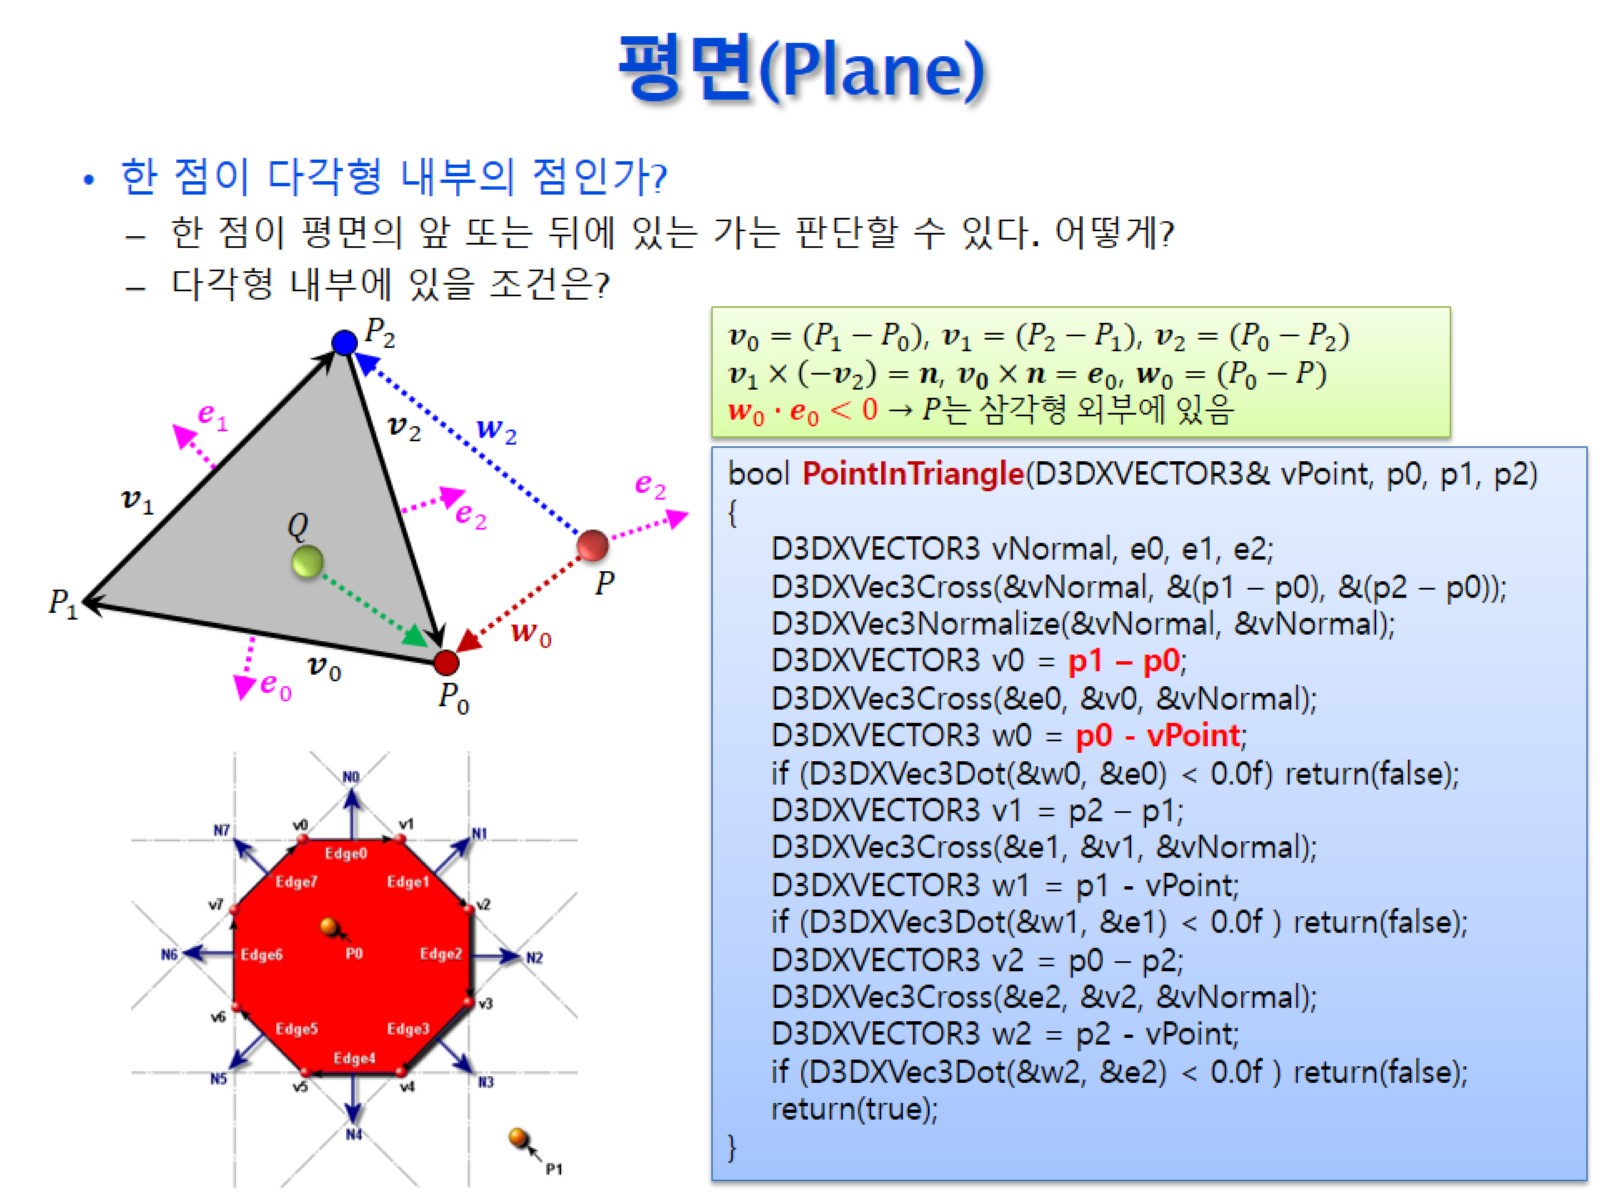 평면(Plane)
• 한 점이 다각형 내부의 점인가?
– 한 점이 평면의 앞 또는 뒤에 있는 가는 판단할 수 있다. 어떻게?
– 다각형 내부에 있을 조건은?
P₂
e₁
v₂
w₂
v₁
e₂
e₂
Q
P
P₁
w₀
v₀
e₀
P₀
v₀ = (P₁ − P₀), v₁ = (P₂ − P₁), v₂ = (P₀ − P₂)
v₁ × (−v₂) = n, v₀ × n = e₀, w₀ = (P₀ − P)
w₀ · e₀ < 0 → P는 삼각형 외부에 있음
bool PointInTriangle(D3DXVECTOR3& vPoint, p0, p1, p2)
{
D3DXVECTOR3 vNormal, e0, e1, e2;
D3DXVec3Cross(&vNormal, &(p1 – p0), &(p2 – p0));
D3DXVec3Normalize(&vNormal, &vNormal);
D3DXVECTOR3 v0 = p1 – p0;
D3DXVec3Cross(&e0, &v0, &vNormal);
D3DXVECTOR3 w0 = p0 - vPoint;
if (D3DXVec3Dot(&w0, &e0) < 0.0f) return(false);
D3DXVECTOR3 v1 = p2 – p1;
D3DXVec3Cross(&e1, &v1, &vNormal);
D3DXVECTOR3 w1 = p1 - vPoint;
if (D3DXVec3Dot(&w1, &e1) < 0.0f ) return(false);
D3DXVECTOR3 v2 = p0 – p2;
D3DXVec3Cross(&e2, &v2, &vNormal);
D3DXVECTOR3 w2 = p2 - vPoint;
if (D3DXVec3Dot(&w2, &e2) < 0.0f ) return(false);
return(true);
}
N0
N7 v0 v1 N1
Edge0
Edge7 Edge1
v7 v2
N6 Edge6 P0 Edge2 N2
v6 v3
Edge5 Edge3
Edge4
N5 v5 v4 N3
N4
P1